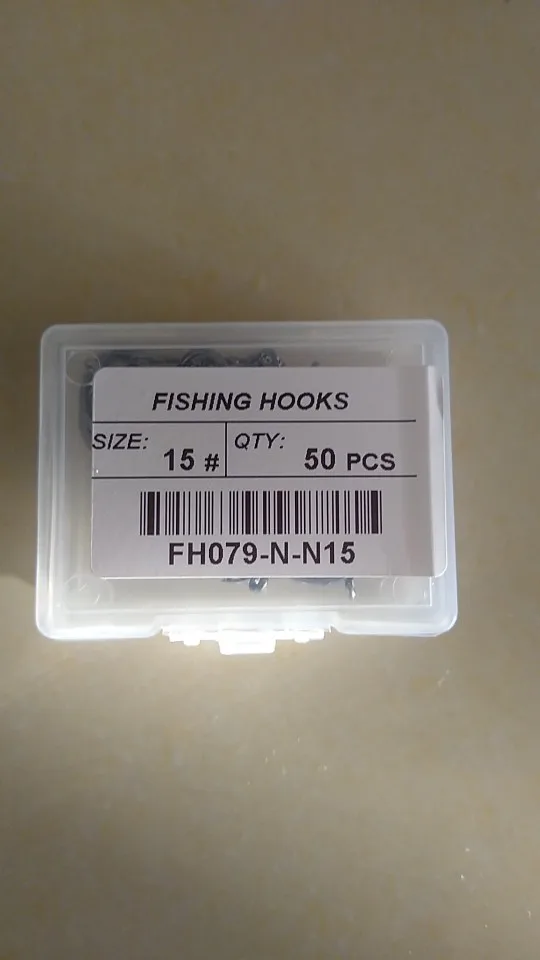 FISHING HOOKS
SIZE: 15 # QTY: 50 PCS
FH079-N-N15